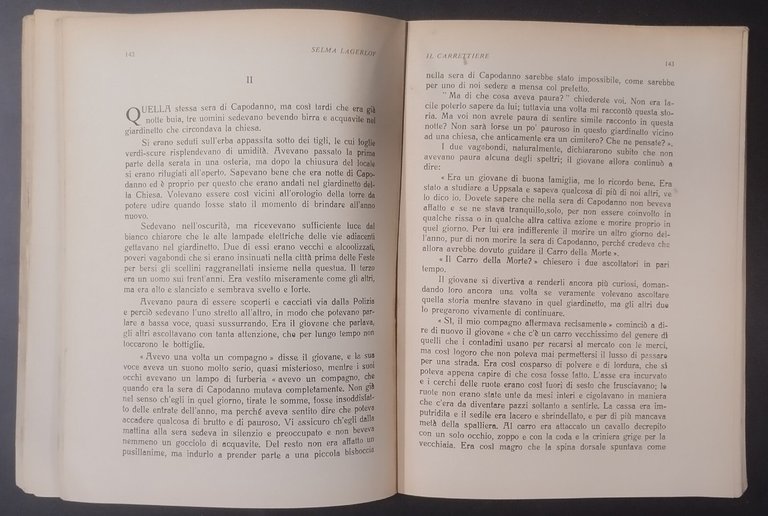 142
SELMA LAGERLOF
II
QUELLA stessa sera di Capodanno, ma così tardi che era già
notte buia, tre uomini sedevano bevendo birra e acquavite nel
giardinetto che circondava la chiesa.
Si erano seduti sull'erba appassita sotto dei tigli, le cui foglie
verdi-scure risplendevano di umidità. Avevano passato la prima
parte della serata in una osteria, ma dopo la chiusura del locale
si erano rifugiati all'aperto. Sapevano bene che era notte di Capo-
danno ed è proprio per questo che erano andati nel giardinetto del-
la Chiesa. Volevano essere così vicini all'orologio della torre da
potere udire quando fosse stato il momento di brindare all'anno
nuovo.
Sedevano nell'oscurità, ma ricevevano sufficiente luce dal
bianco chiarore che le alte lampade elettriche delle vie adiacenti
gettavano nel giardinetto. Due di essi erano vecchi e alcoolizzati,
poveri vagabondi che si erano insinuati nella città prima delle Feste
per bersi gli scellini raggranellati insieme nella questua. Il terzo
era un uomo sui trent'anni. Era vestito miseramente come gli altri,
ma era alto e slanciato e sembrava svelto e forte.
Avevano paura di essere scoperti e cacciati via dalla Polizia
e perciò sedevano l'uno stretto all'altro, in modo che potevano par-
lare a bassa voce, quasi sussurrando. Era il giovane che parlava,
gli altri ascoltavano con tanta attenzione, che per lungo tempo non
toccarono le bottiglie.
« Avevo una volta un compagno » disse il giovane, e la sua
voce aveva un suono molto serio, quasi misterioso, mentre i suoi
occhi avevano un lampo di furberia « avevo un compagno, che
quando era la sera di Capodanno mutava completamente. Non già
nel senso ch'egli in quel giorno, tirate le somme, fosse insoddisfat-
to delle entrate dell'anno, ma perché aveva sentito dire che poteva
accadere qualcosa di brutto e di pauroso. Vi assicuro ch'egli dalla
mattina alla sera sedeva in silenzio e preoccupato e non beveva
nemmeno un gocciolo di acquavite. Del resto non era affatto un
pusillanime, ma indurlo a prender parte a una piccola bisboccia
IL CARRETTIERE
143
nella sera di Capodanno sarebbe stato impossibile, come sarebbe
per uno di noi sedere a mensa col prefetto.
" Ma di che cosa aveva paura? " chiederete voi. Non era fa-
cile poterlo sapere da lui; tuttavia una volta mi raccontò questa sto-
ria. Ma voi non avrete paura di sentire simile racconto in questa
notte? Non sarà forse un po' pauroso in questo giardinetto vicino
ad una chiesa, che anticamente era un cimitero? Che ne pensate? ».
I due vagabondi, naturalmente, dichiararono subito che non
avevano paura alcuna degli spettri; il giovane allora continuò a
dire:
« Era un giovane di buona famiglia, me lo ricordo bene. Era
stato a studiare a Uppsala e sapeva qualcosa di più di noi altri, ve
lo dico io. Dovete sapere che nella sera di Capodanno non beveva
affatto e se ne stava tranquillo,solo, per non essere coinvolto in
qualche rissa o in qualche altra cattiva azione e morire proprio in
quel giorno. Per lui era indifferente il morire un altro giorno del-
l'anno, pur di non morire la sera di Capodanno, perché credeva che
allora avrebbe dovuto guidare il Carro della Morte ».
« Il Carro della Morte? » chiesero i due ascoltatori in pari
tempo.
Il giovane si divertiva a renderli ancora più curiosi, doman-
dando loro ancora una volta se veramente volevano ascoltare
quella storia mentre stavano in quel giardinetto, ma gli altri due
lo pregarono vivamente di continuare.
« Sì, il mio compagno affermava recisamente » cominciò a di-
re di nuovo il giovane « che c'è un carro vecchissimo del genere di
quelli che i contadini usano per recarsi al mercato con le merci,
ma così logoro che non poteva mai permettersi il lusso di passare
per una strada. Era così cosparso di polvere e di lordura, che si
poteva appena capire di che cosa losse fatto. L'asse era incurvato
e i cerchi delle ruote erano così fuori di sesto che frusciavano; le
ruote non erano state unte da mesi interi e cigolavano in maniera
che c'era da diventare pazzi soltanto a sentirle. La cassa era im-
putridita e il sedile era lacero e sbrindellato, e per di più mancava
metà della spalliera. Al carro era attaccato un cavallo decrepito
con un solo occhio, zoppo e con la coda e la criniera grige per la
vecchiaia. Era così magro che la spina dorsale spuntava come